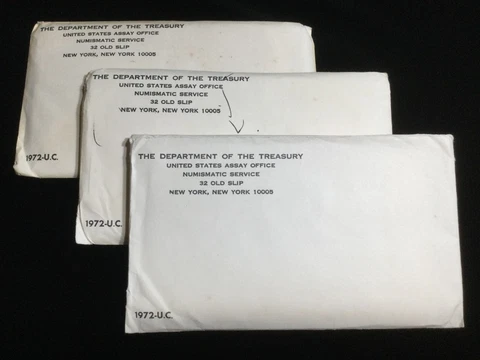 THE DEPARTMENT OF THE TREASURY
UNITED STATES ASSAY OFFICE
NUMISMATIC SERVICE
32 OLD SLIP
NEW YORK, NEW YORK 10005
1972-U.C.
THE DEPARTMENT OF THE TREASURY
UNITED STATES ASSAY OFFICE
NUMISMATIC SERVICE
32 OLD SLIP
NEW YORK, NEW YORK 10005
1972-U.C.
THE DEPARTMENT OF THE TREASURY
UNITED STATES ASSAY OFFICE
NUMISMATIC SERVICE
32 OLD SLIP
NEW YORK, NEW YORK 10005
1972-U.C.